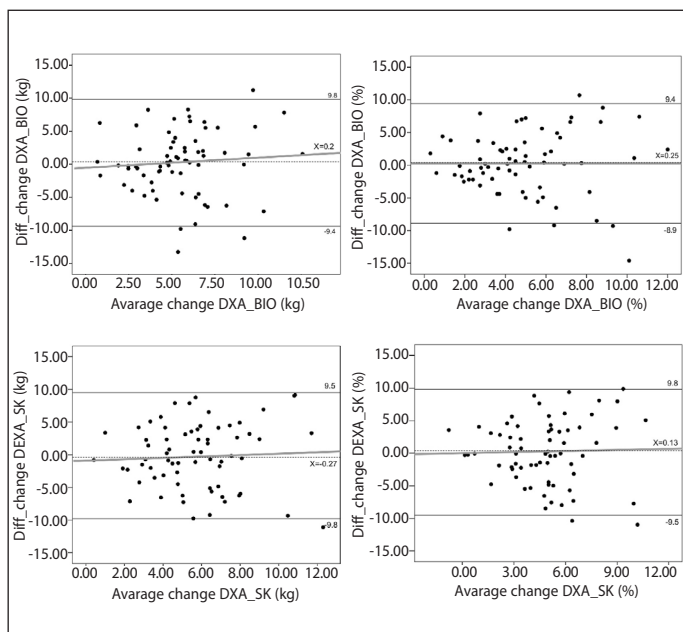 15.00
10.00
5.00
0.00
-5.00
-10.00
-15.00
Diff_change DXA_BIO (kg)
9.8
X=0.2
-9.4
0.00 2.50 5.00 7.50 10.00 10.50
Avarage change DXA_BIO (kg)
15.00
10.00
5.00
0.00
-5.00
-10.00
-15.00
Diff_change DXA_BIO (%)
9.4
X=0.25
-8.9
0.00 2.00 4.00 6.00 8.00 10.00 12.00
Avarage change DXA_BIO (%)
15.00
10.00
5.00
0.00
-5.00
-10.00
-15.00
Diff_change DEXA_SK (kg)
9.5
X=-0.27
-9.8
0.00 2.00 4.00 6.00 8.00 10.00 12.00
Avarage change DXA_SK (kg)
15.00
10.00
5.00
0.00
-5.00
-10.00
-15.00
Diff_change DEXA_SK (%)
9.8
X=0.13
-9.5
0.00 3.00 6.00 9.00 12.00
Avarage change DXA_SK (%)